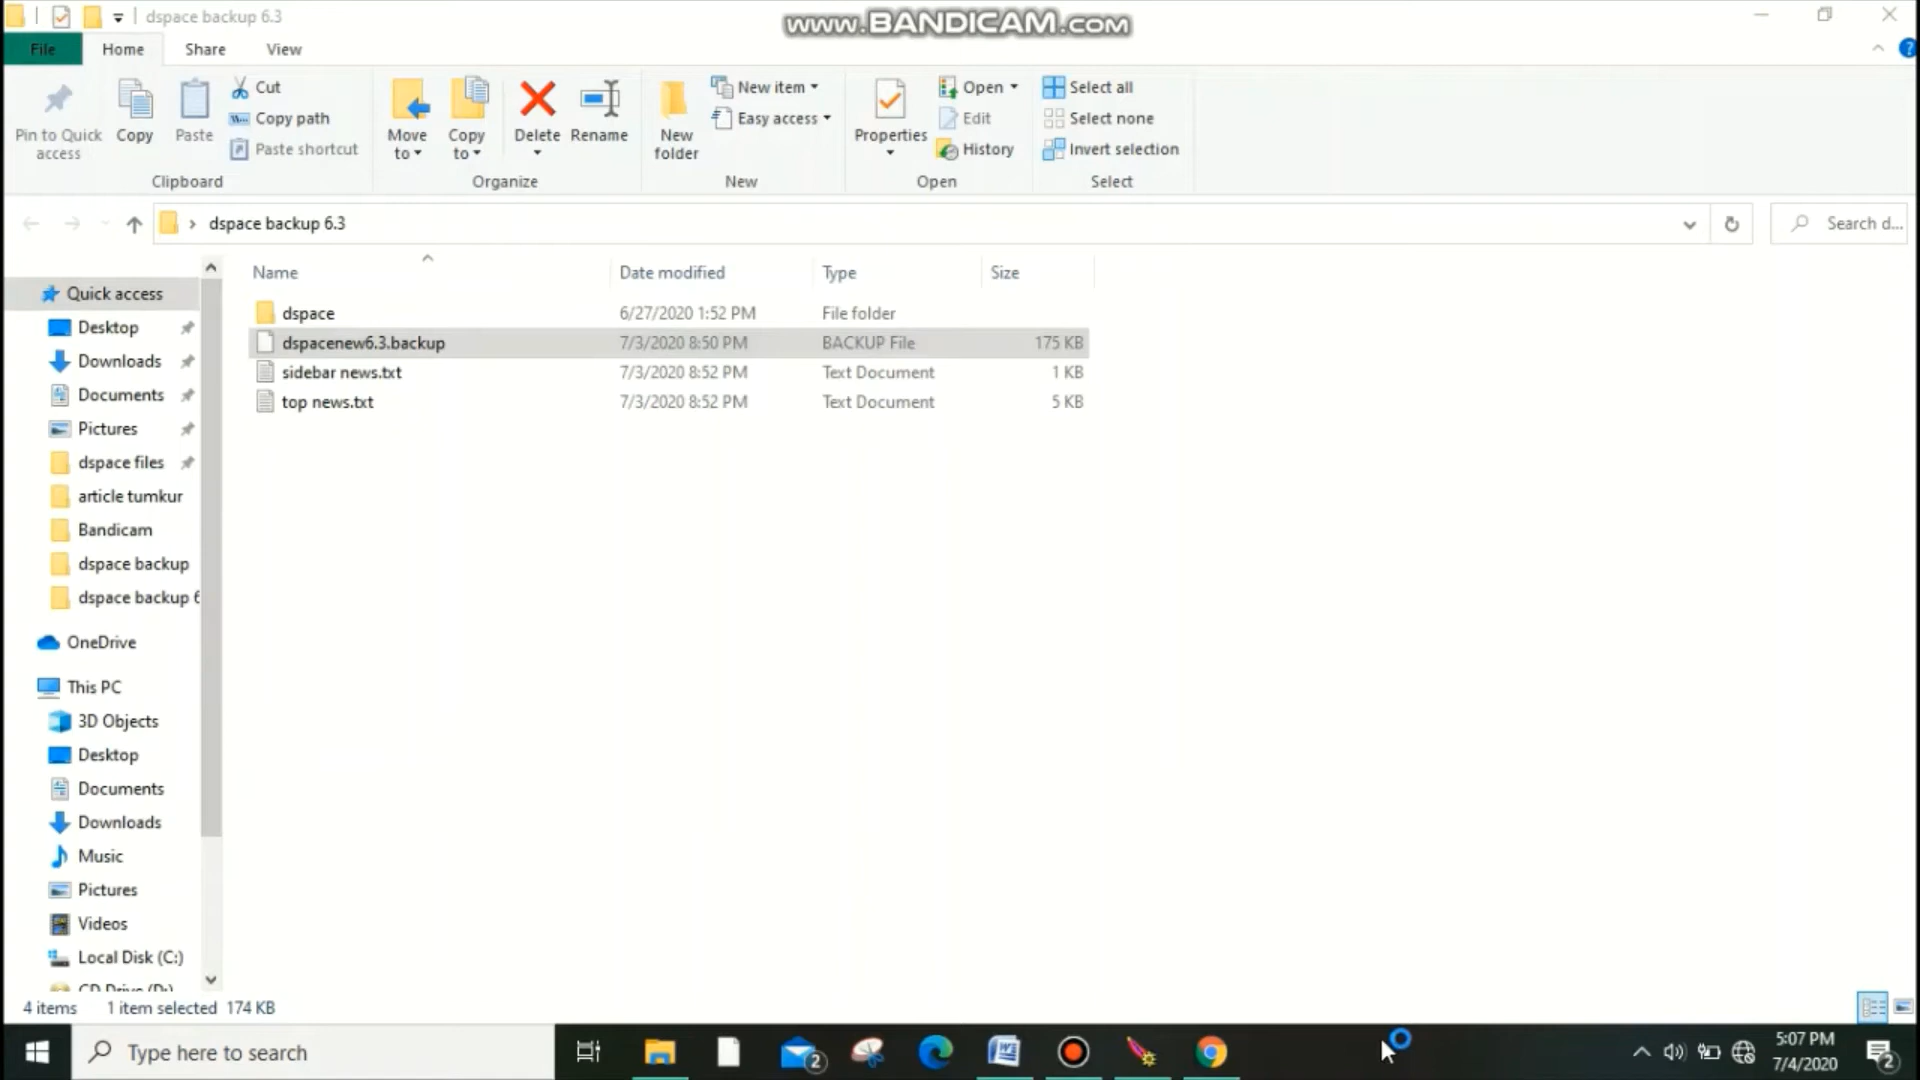 dspace backup 6.3
www.BANDICAM.com
File Home Share View
Pin to Quick access
Copy
Paste
Cut
Copy path
Paste shortcut
Clipboard
Move to
Copy to
Delete
Rename
Organize
New folder
New item
Easy access
New
Properties
Open
Edit
History
Open
Select all
Select none
Invert selection
Select
dspace backup 6.3
Search d...
Name Date modified Type Size
dspace 6/27/2020 1:52 PM File folder
dspacenew6.3.backup 7/3/2020 8:50 PM BACKUP File 175 KB
sidebar news.txt 7/3/2020 8:52 PM Text Document 1 KB
top news.txt 7/3/2020 8:52 PM Text Document 5 KB
Quick access
Desktop
Downloads
Documents
Pictures
dspace files
article tumkur
Bandicam
dspace backup
dspace backup 6
OneDrive
This PC
3D Objects
Desktop
Documents
Downloads
Music
Pictures
Videos
Local Disk (C:)
CD Drive (D:)
4 items 1 item selected 174 KB
Type here to search
2
5:07 PM
7/4/2020
2